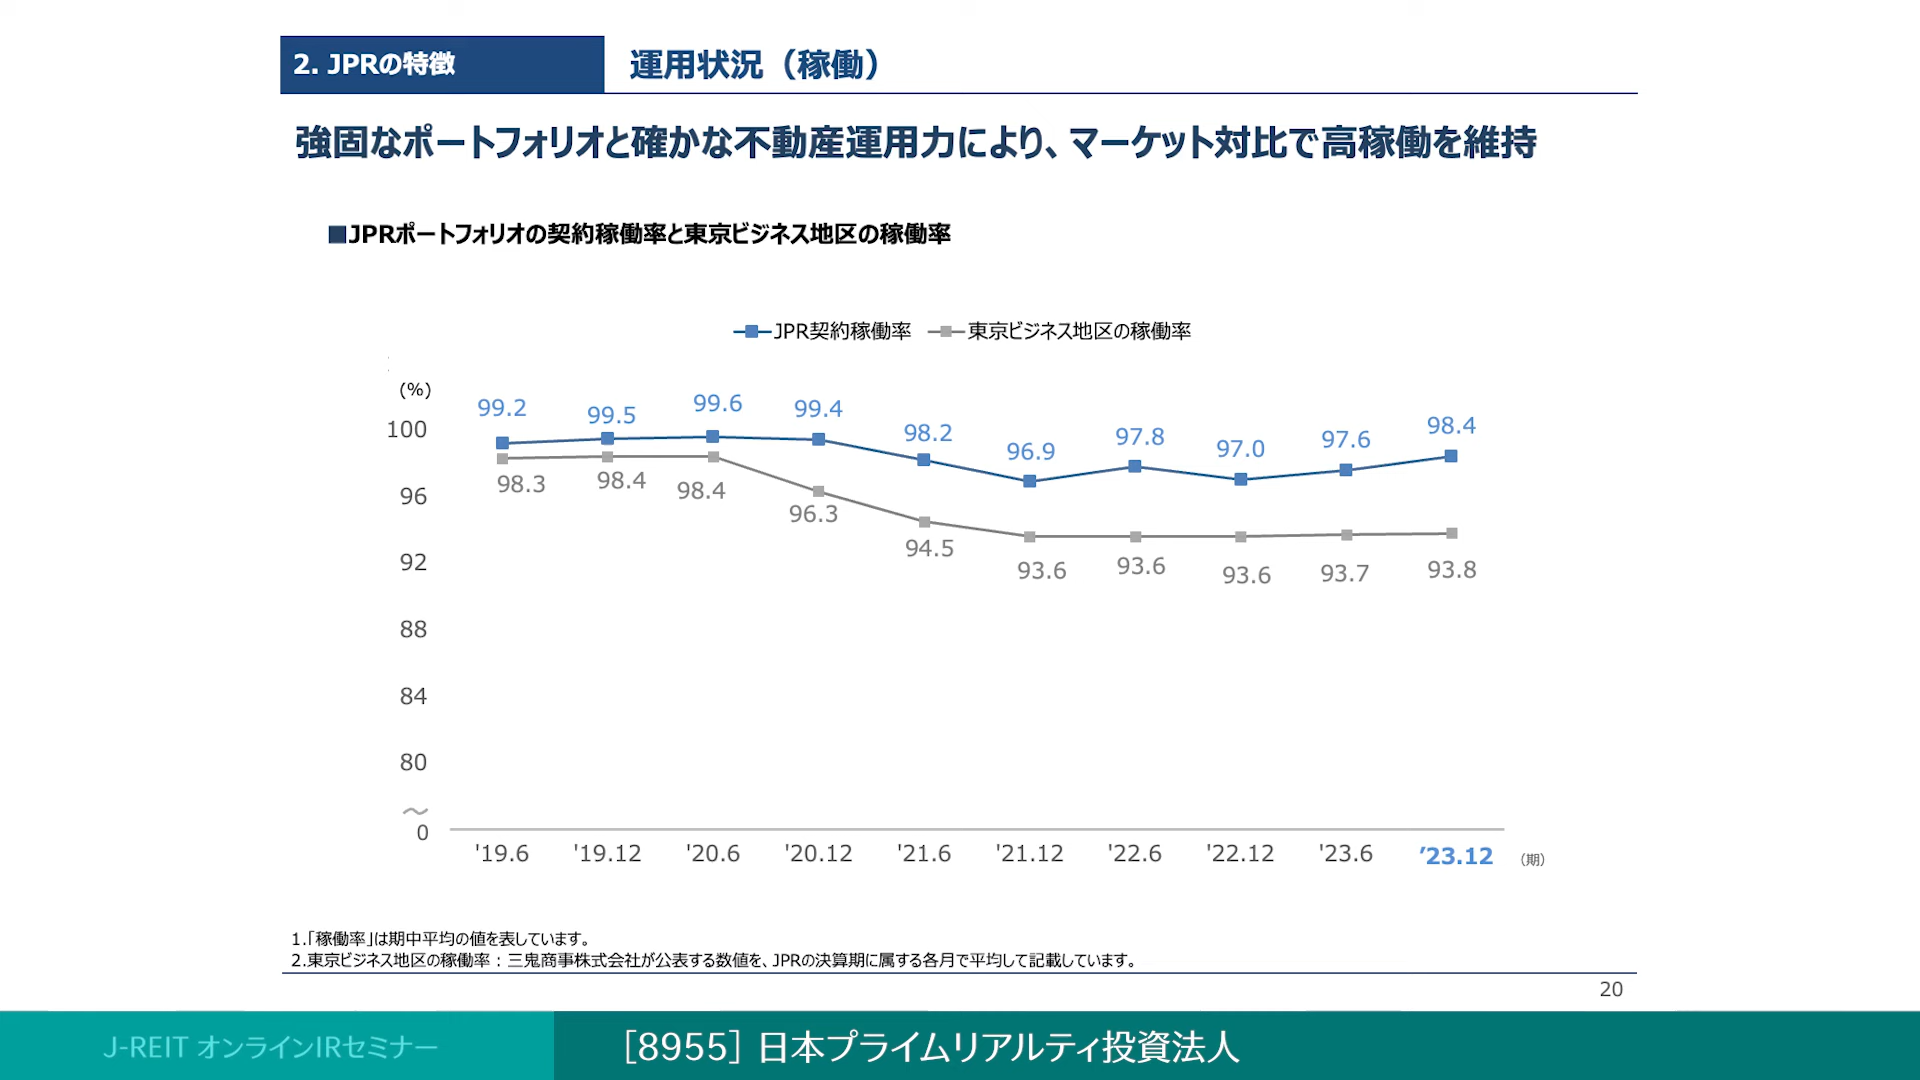 2. JPRの特徴
運用状況（稼働）
強固なポートフォリオと確かな不動産運用力により、マーケット対比で高稼働を維持
■JPRポートフォリオの契約稼働率と東京ビジネス地区の稼働率
JPR契約稼働率 東京ビジネス地区の稼働率
(%)
100
96
92
88
84
80
～
0
99.2 99.5 99.6 99.4 98.2 96.9 97.8 97.0 97.6 98.4
98.3 98.4 98.4 96.3 94.5 93.6 93.6 93.6 93.7 93.8
'19.6 '19.12 '20.6 '20.12 '21.6 '21.12 '22.6 '22.12 '23.6 ’23.12 （期）
1.「稼働率」は期中平均の値を表しています。
2.東京ビジネス地区の稼働率：三鬼商事株式会社が公表する数値を、JPRの決算期に属する各月で平均して記載しています。
20
J-REIT オンラインIRセミナー
［8955］日本プライムリアルティ投資法人